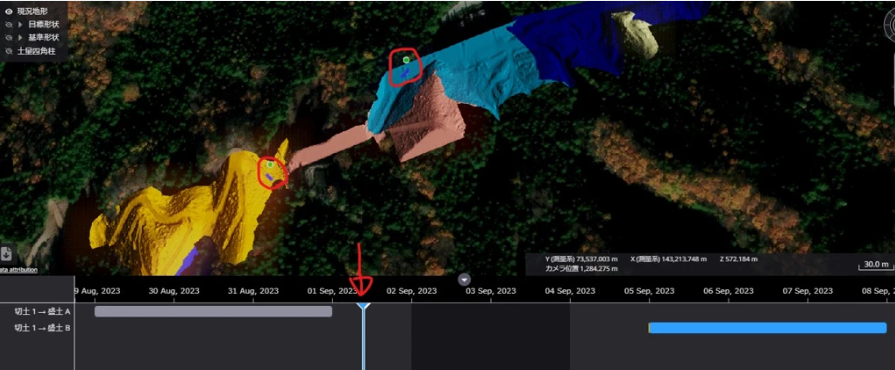 現況地形
目標形状
基準形状
土量四角柱
ata attribution
Y (測量系) 73,537.003 m X (測量系) 143,213.748 m Z 572.184 m
カメラ位置 1,284.275 m
30.0 m
9 Aug, 2023 30 Aug, 2023 31 Aug, 2023 01 Sep, 2023 02 Sep, 2023 03 Sep, 2023 04 Sep, 2023 05 Sep, 2023 06 Sep, 2023 07 Sep, 2023 08 Sep,
切土 1 → 盛土 A
切土 1 → 盛土 B